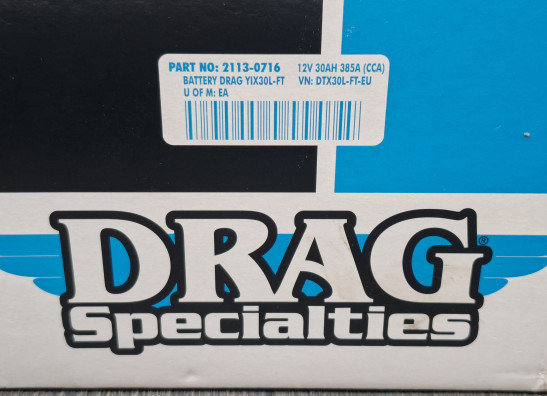 PART NO: 2113-0716 12V 30AH 385A (CCA)
BATTERY DRAG YIX30L-FT VN: DTX30L-FT-EU
U OF M: EA
DRAG®
Specialties